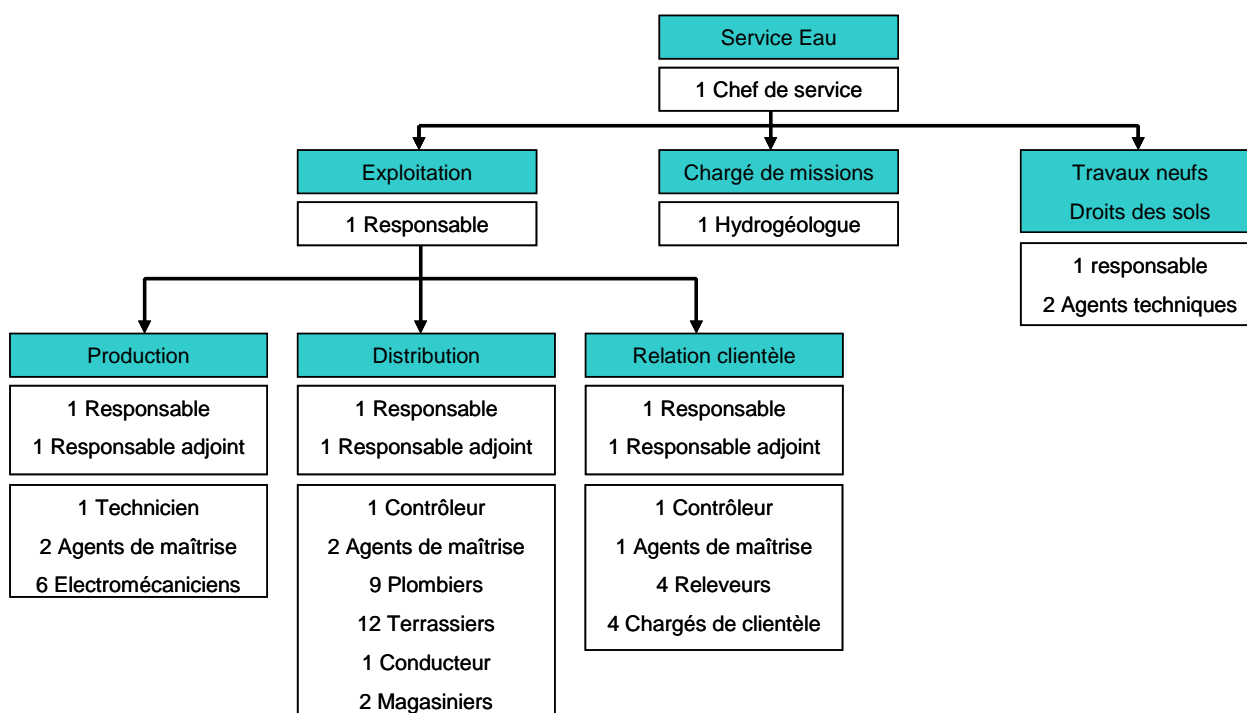 Service Eau
1 Chef de service
Exploitation
1 Responsable
Chargé de missions
1 Hydrogéologue
Travaux neufs
Droits des sols
1 responsable
2 Agents techniques
Production
1 Responsable
1 Responsable adjoint
1 Technicien
2 Agents de maîtrise
6 Electromécaniciens
Distribution
1 Responsable
1 Responsable adjoint
1 Contrôleur
2 Agents de maîtrise
9 Plombiers
12 Terrassiers
1 Conducteur
2 Magasiniers
Relation clientèle
1 Responsable
1 Responsable adjoint
1 Contrôleur
1 Agents de maîtrise
4 Releveurs
4 Chargés de clientèle